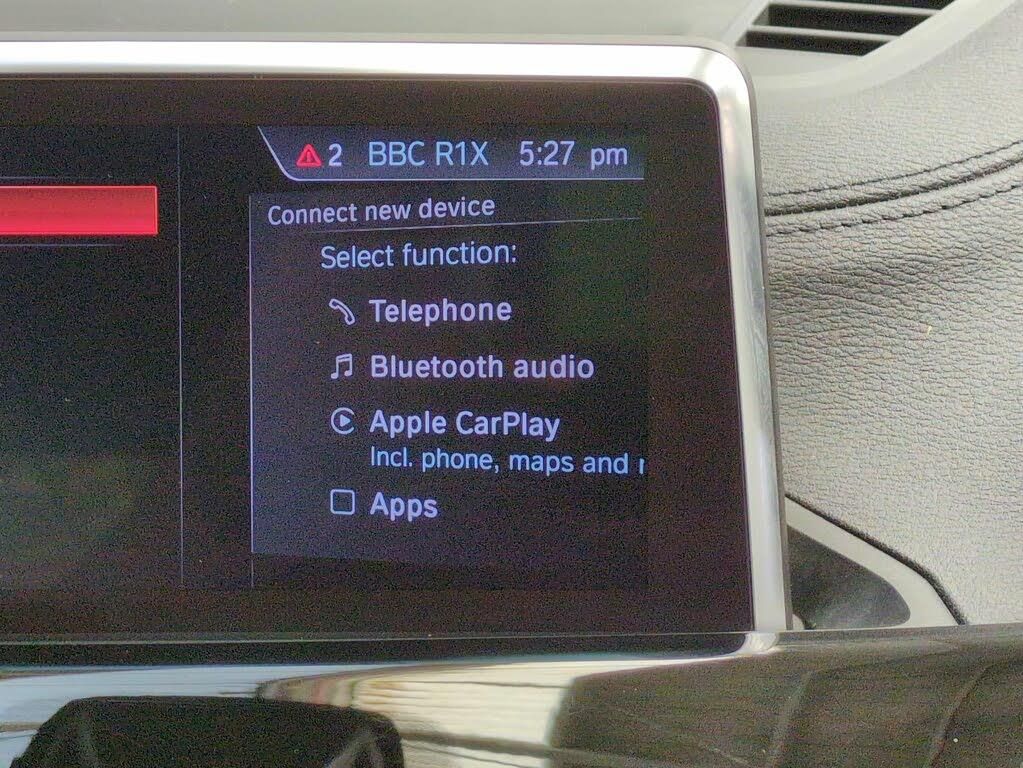 2 BBC R1X 5:27 pm
Connect new device
Select function:
Telephone
Bluetooth audio
Apple CarPlay
Incl. phone, maps and
Apps